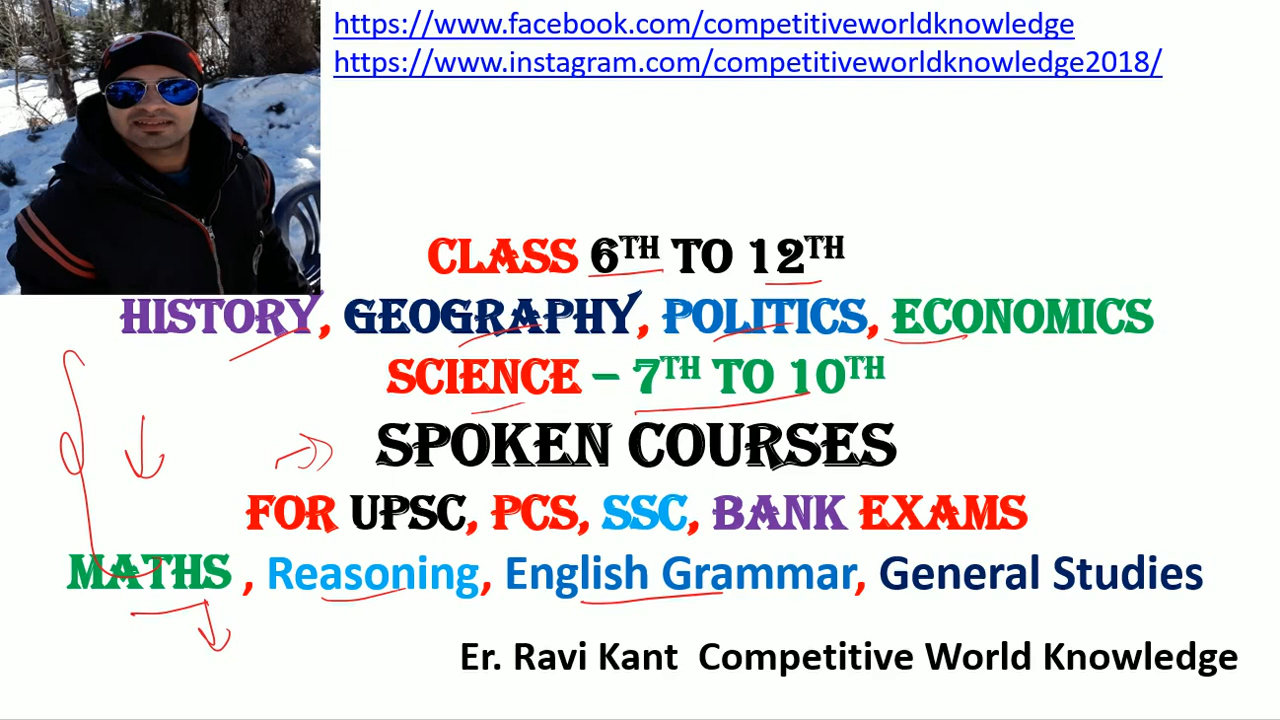 https://www.facebook.com/competitiveworldknowledge
https://www.instagram.com/competitiveworldknowledge2018/
CLASS 6TH TO 12TH
HISTORY, GEOGRAPHY, POLITICS, ECONOMICS
SCIENCE – 7TH TO 10TH
SPOKEN COURSES
FOR UPSC, PCS, SSC, BANK EXAMS
MATHS , Reasoning, English Grammar, General Studies
Er. Ravi Kant Competitive World Knowledge